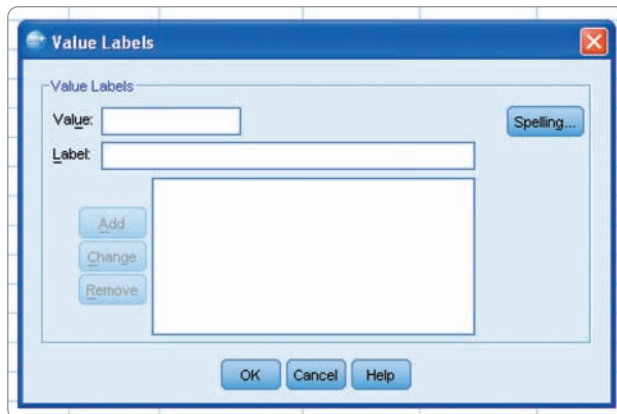 Value Labels
Value Labels
Value:
Spelling...
Label:
Add
Change
Remove
OK Cancel Help